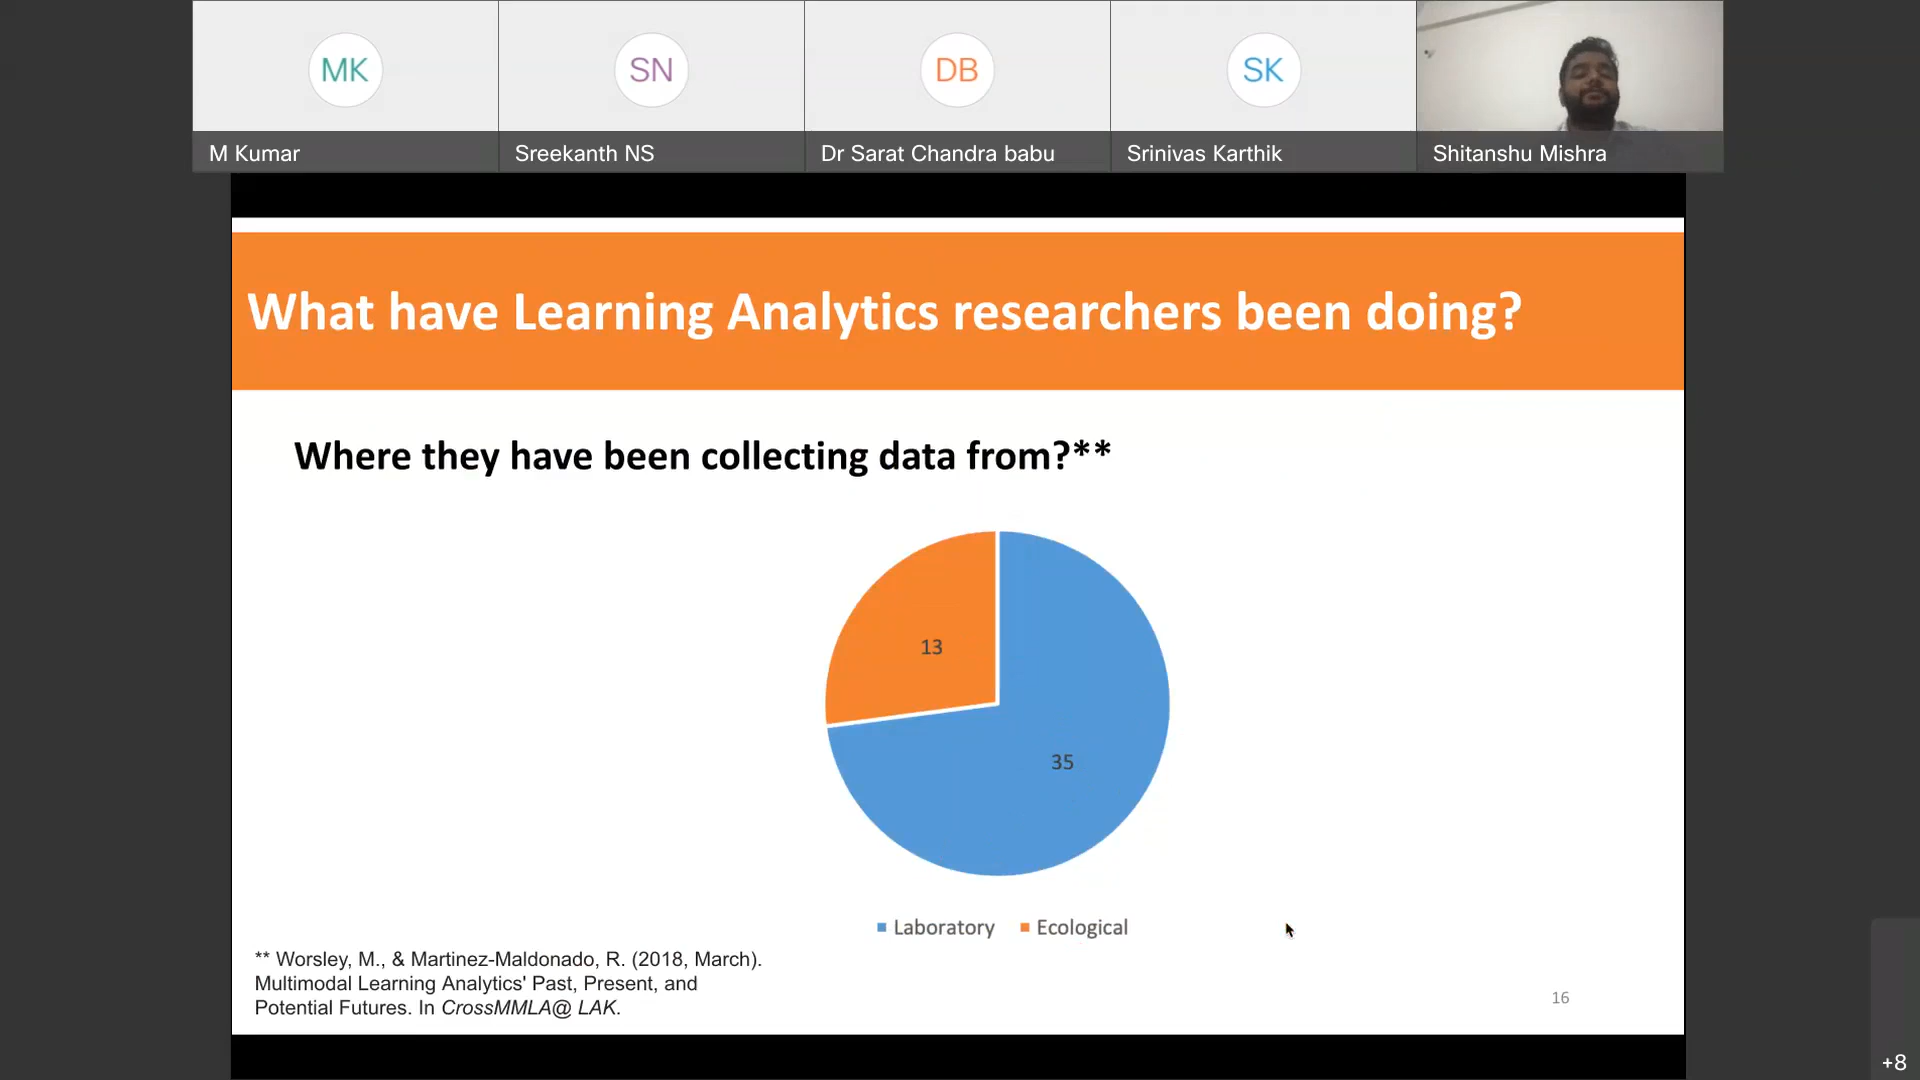 MK
SN
DB
SK
M Kumar
Sreekanth NS
Dr Sarat Chandra babu
Srinivas Karthik
Shitanshu Mishra
What have Learning Analytics researchers been doing?
Where they have been collecting data from?**
13
35
Laboratory
Ecological
** Worsley, M., & Martinez-Maldonado, R. (2018, March).
Multimodal Learning Analytics' Past, Present, and
Potential Futures. In CrossMMLA@ LAK.
16
+8